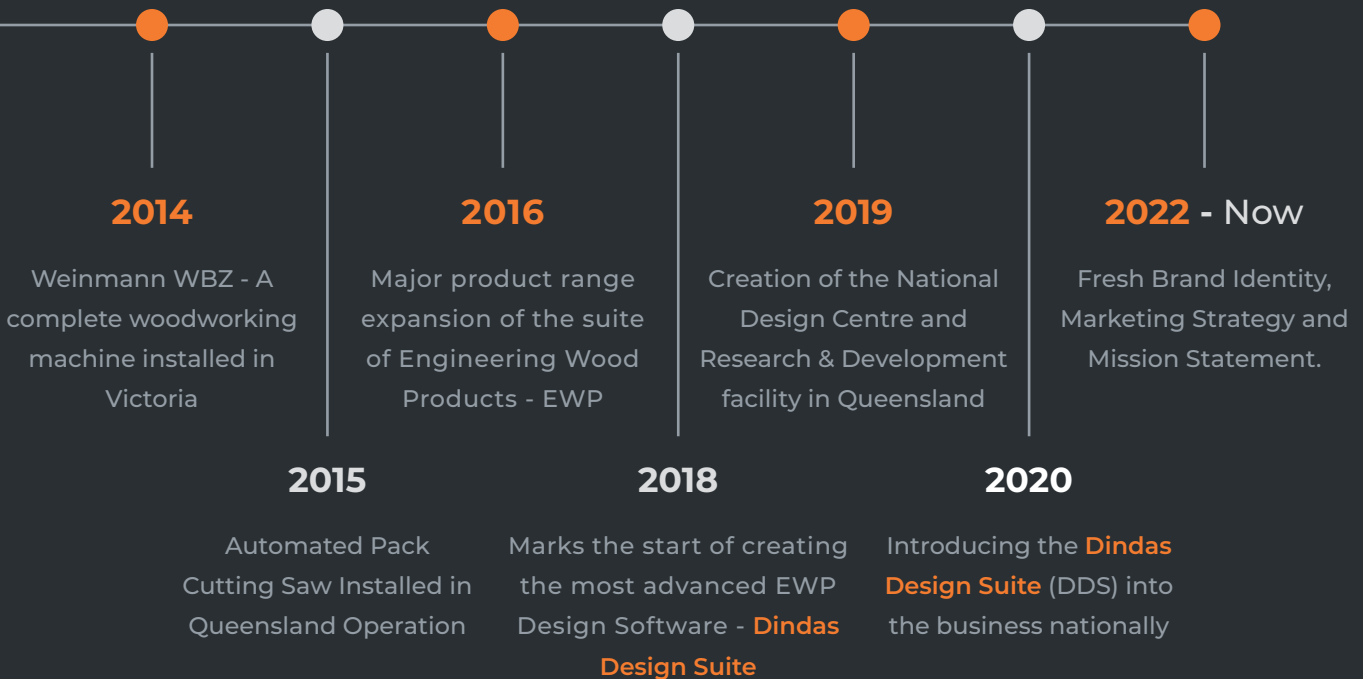 2014
Weinmann WBZ - A
complete woodworking
machine installed in
Victoria
2015
Automated Pack
Cutting Saw Installed in
Queensland Operation
2016
Major product range
expansion of the suite
of Engineering Wood
Products - EWP
2018
Marks the start of creating
the most advanced EWP
Design Software - Dindas
Design Suite
2019
Creation of the National
Design Centre and
Research & Development
facility in Queensland
2020
Introducing the Dindas
Design Suite (DDS) into
the business nationally
2022 - Now
Fresh Brand Identity,
Marketing Strategy and
Mission Statement.